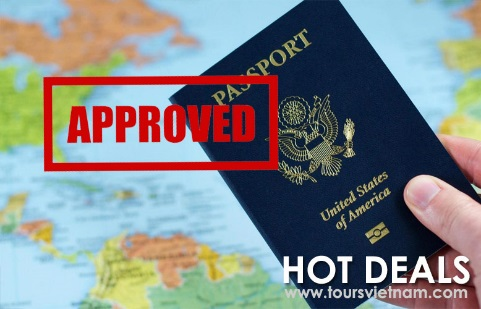 PASSPORT
APPROVED
United States
of America
HOT DEALS
www.toursvietnam.com